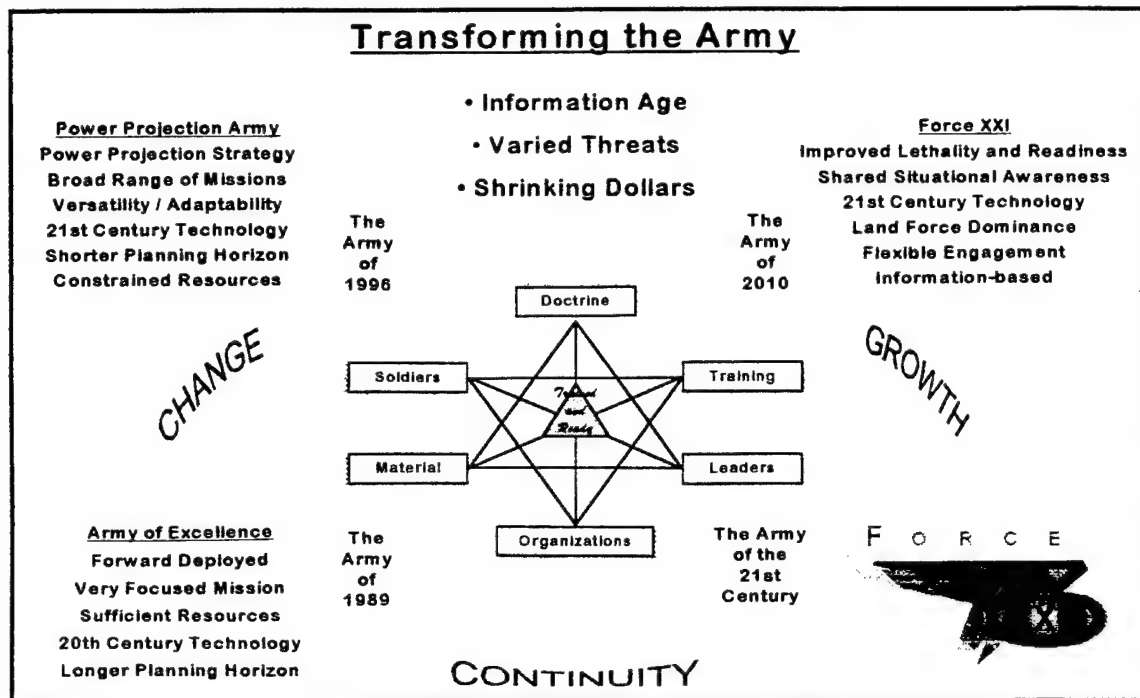 Transforming the Army
• Information Age
• Varied Threats
• Shrinking Dollars
Power Projection Army
Power Projection Strategy
Broad Range of Missions
Versatility / Adaptability
21st Century Technology
Shorter Planning Horizon
Constrained Resources
The
Army
of
1996
The
Army
of
2010
Force XXI
Improved Lethality and Readiness
Shared Situational Awareness
21st Century Technology
Land Force Dominance
Flexible Engagement
Information-based
CHANGE
GROWTH
Doctrine
Soldiers
Training
Trained
and
Ready
Material
Leaders
Organizations
Army of Excellence
Forward Deployed
Very Focused Mission
Sufficient Resources
20th Century Technology
Longer Planning Horizon
The
Army
of
1989
The Army
of the
21st
Century
FORCE
CONTINUITY